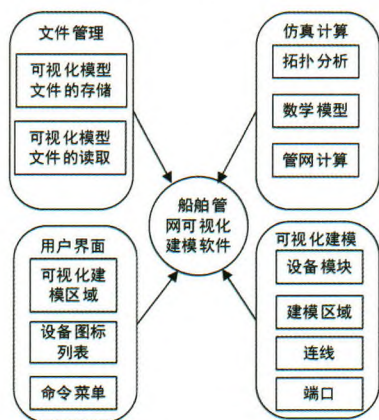 文件管理
可视化模型
文件的存储
可视化模型
文件的读取
仿真计算
拓扑分析
数学模型
管网计算
船舶管
网可视化
建模软件
用户界面
可视化建
模区域
设备图标
列表
命令菜单
可视化建模
设备模块
建模区域
连线
端口